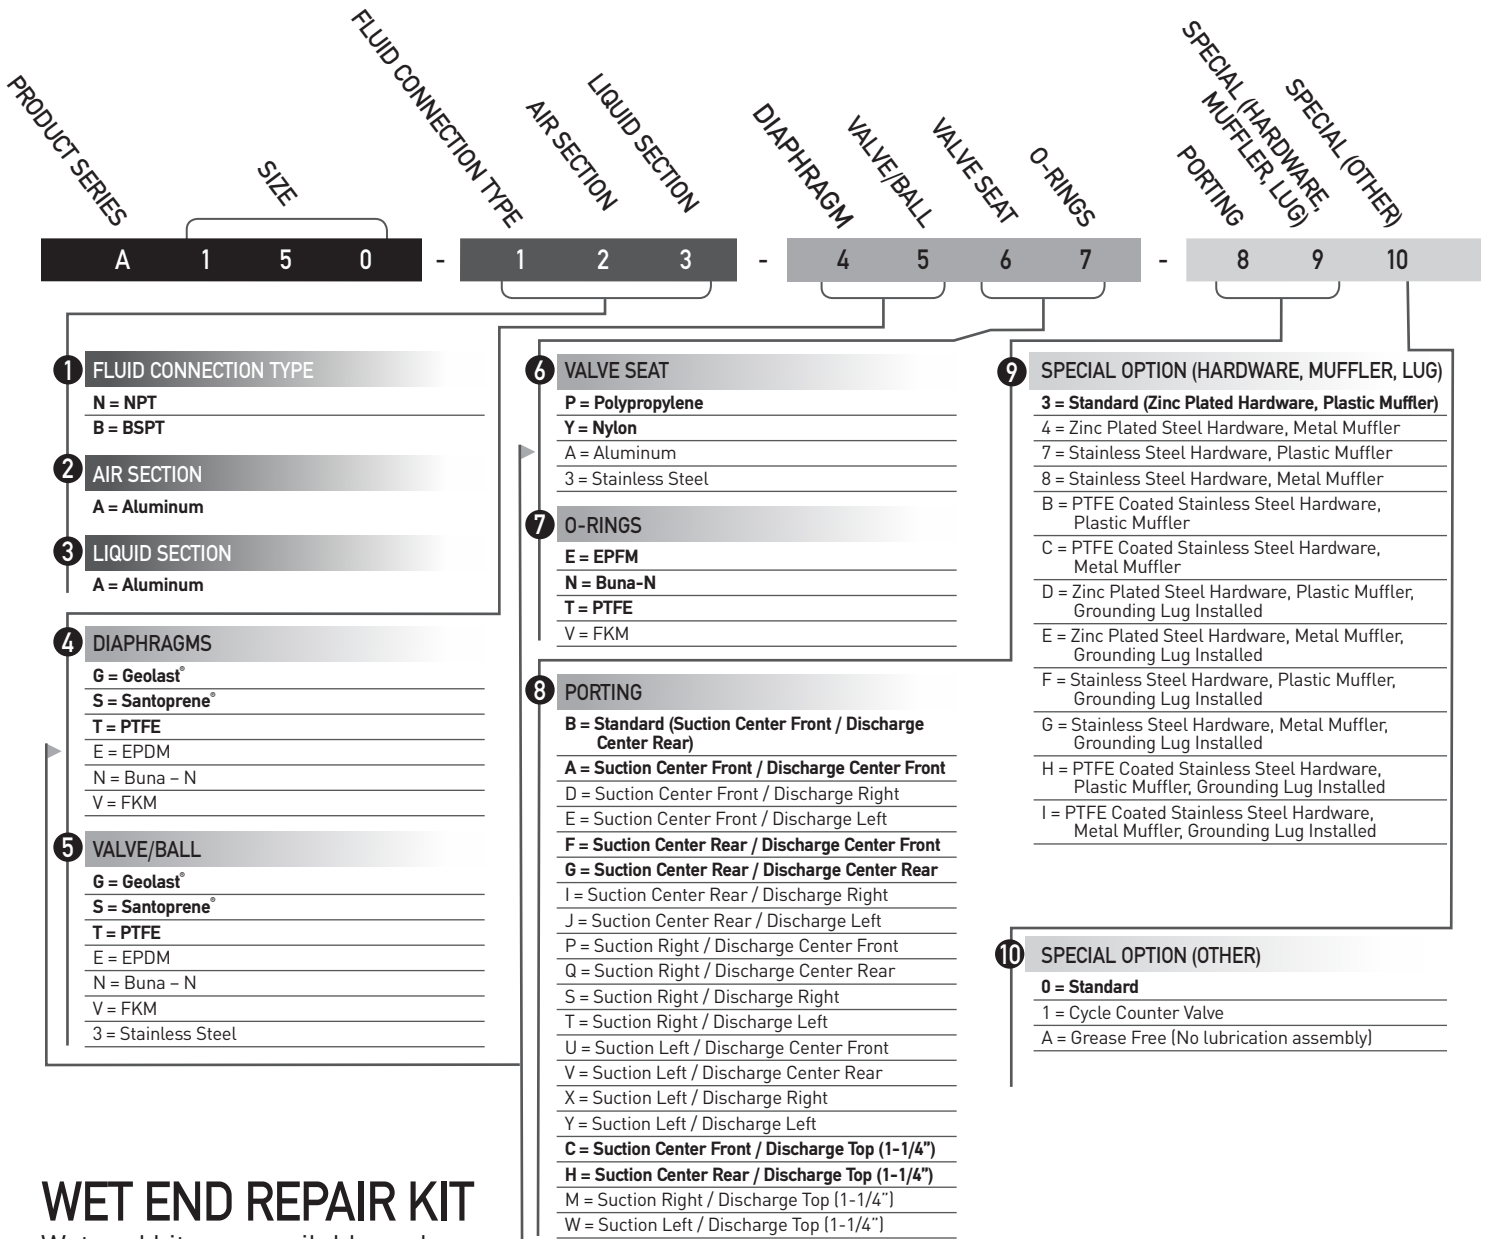 PRODUCT SERIES
SIZE
FLUID CONNECTION TYPE
AIR SECTION
LIQUID SECTION
DIAPHRAGM
VALVE/BALL
VALVE SEAT
O-RINGS
PORTING
SPECIAL (HARDWARE,
MUFFLER, LUG)
SPECIAL (OTHER)
A 1 5 0 - 1 2 3 - 4 5 6 7 - 8 9 10
1 FLUID CONNECTION TYPE
N = NPT
B = BSPT
2 AIR SECTION
A = Aluminum
3 LIQUID SECTION
A = Aluminum
4 DIAPHRAGMS
G = Geolast®
S = Santoprene®
T = PTFE
E = EPDM
N = Buna – N
V = FKM
5 VALVE/BALL
G = Geolast®
S = Santoprene®
T = PTFE
E = EPDM
N = Buna – N
V = FKM
3 = Stainless Steel
6 VALVE SEAT
P = Polypropylene
Y = Nylon
A = Aluminum
3 = Stainless Steel
7 O-RINGS
E = EPFM
N = Buna-N
T = PTFE
V = FKM
8 PORTING
B = Standard (Suction Center Front / Discharge
Center Rear)
A = Suction Center Front / Discharge Center Front
D = Suction Center Front / Discharge Right
E = Suction Center Front / Discharge Left
F = Suction Center Rear / Discharge Center Front
G = Suction Center Rear / Discharge Center Rear
I = Suction Center Rear / Discharge Right
J = Suction Center Rear / Discharge Left
P = Suction Right / Discharge Center Front
Q = Suction Right / Discharge Center Rear
S = Suction Right / Discharge Right
T = Suction Right / Discharge Left
U = Suction Left / Discharge Center Front
V = Suction Left / Discharge Center Rear
X = Suction Left / Discharge Right
Y = Suction Left / Discharge Left
C = Suction Center Front / Discharge Top (1-1/4”)
H = Suction Center Rear / Discharge Top (1-1/4”)
M = Suction Right / Discharge Top (1-1/4”)
W = Suction Left / Discharge Top (1-1/4”)
9 SPECIAL OPTION (HARDWARE, MUFFLER, LUG)
3 = Standard (Zinc Plated Hardware, Plastic Muffler)
4 = Zinc Plated Steel Hardware, Metal Muffler
7 = Stainless Steel Hardware, Plastic Muffler
8 = Stainless Steel Hardware, Metal Muffler
B = PTFE Coated Stainless Steel Hardware,
Plastic Muffler
C = PTFE Coated Stainless Steel Hardware,
Metal Muffler
D = Zinc Plated Steel Hardware, Plastic Muffler,
Grounding Lug Installed
E = Zinc Plated Steel Hardware, Metal Muffler,
Grounding Lug Installed
F = Stainless Steel Hardware, Plastic Muffler,
Grounding Lug Installed
G = Stainless Steel Hardware, Metal Muffler,
Grounding Lug Installed
H = PTFE Coated Stainless Steel Hardware,
Plastic Muffler, Grounding Lug Installed
I = PTFE Coated Stainless Steel Hardware,
Metal Muffler, Grounding Lug Installed
10 SPECIAL OPTION (OTHER)
0 = Standard
1 = Cycle Counter Valve
A = Grease Free (No lubrication assembly)
WET END REPAIR KIT